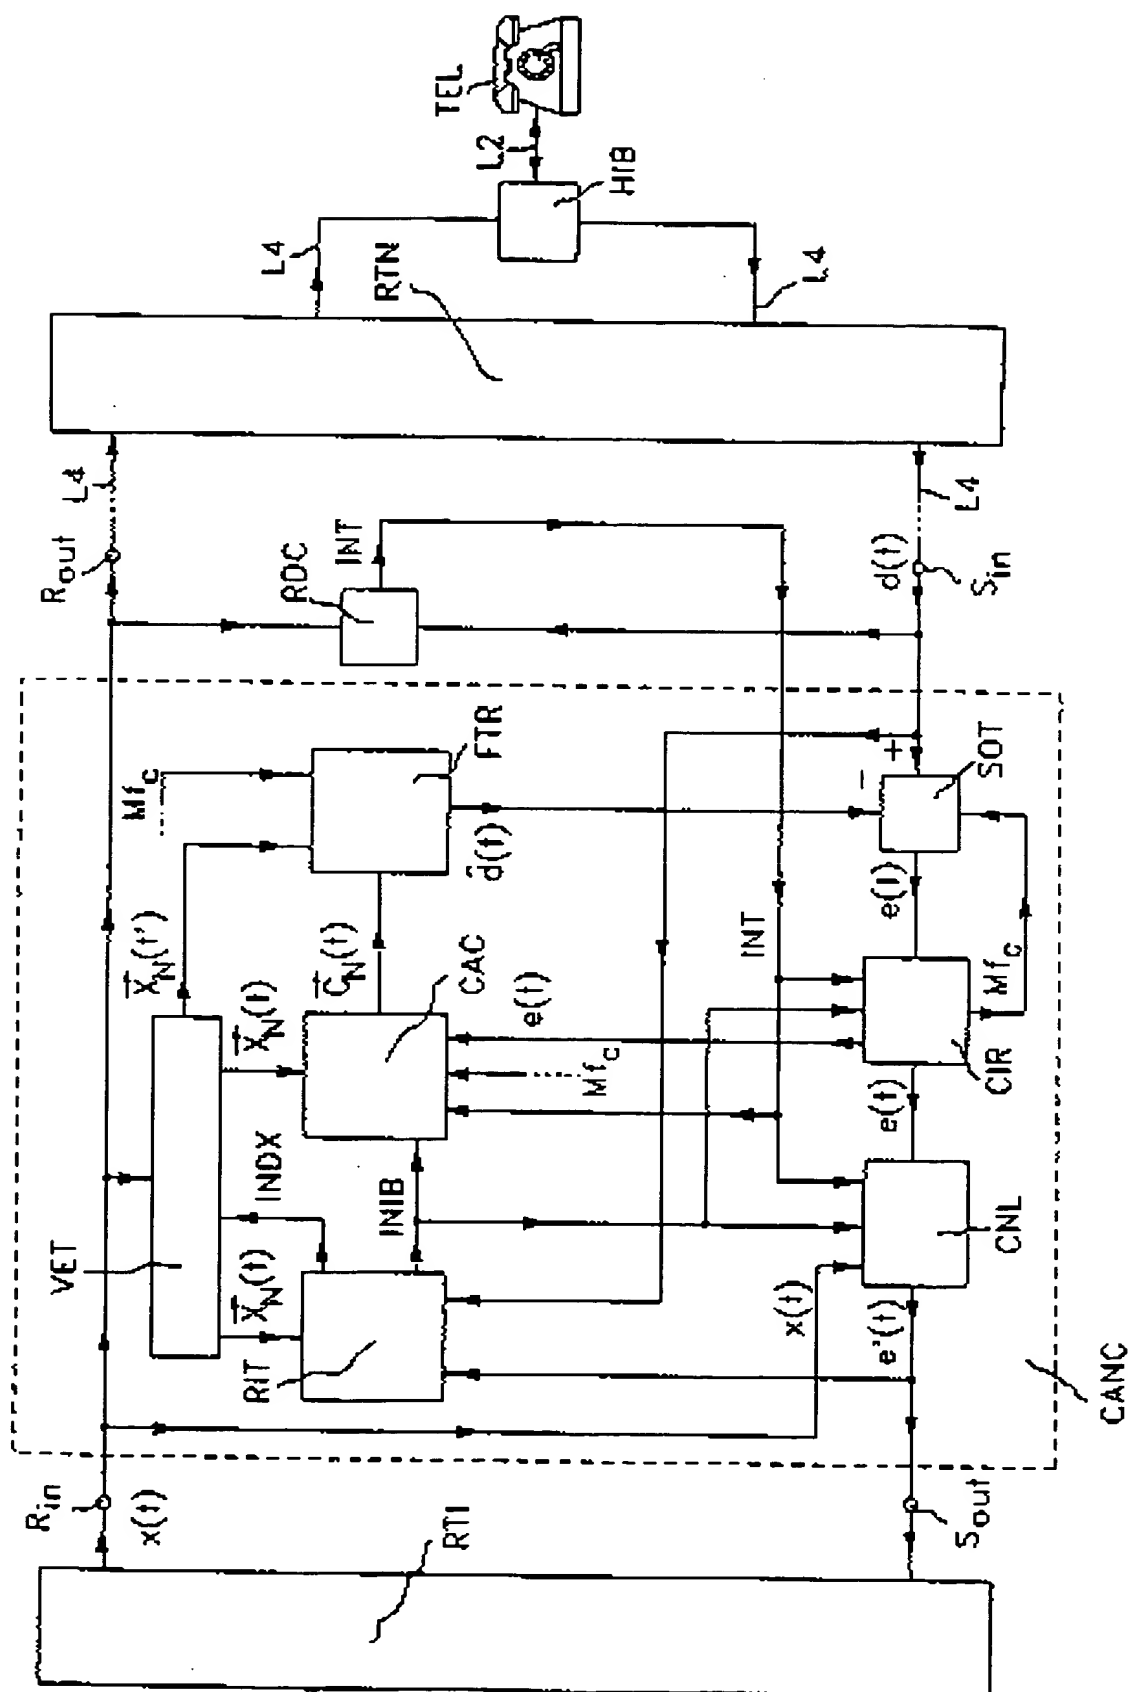 TEL
L2
HIB
L4
L4
RTN
L4
L4
Rout
RDC
INT
d(t)
Sin
Mfc
FTR
d̂(t)
+
-
SOT
e(t)
X̄N(t')
C̄N(t)
X̄N(t)
CAC
e(t)
INT
Mfc
Mfc
CIR
e(t)
VET
INDX
INIB
X̄N(t)
RIT
x(t)
CNL
e'(t)
CANC
Rin
x(t)
RTI
Sout